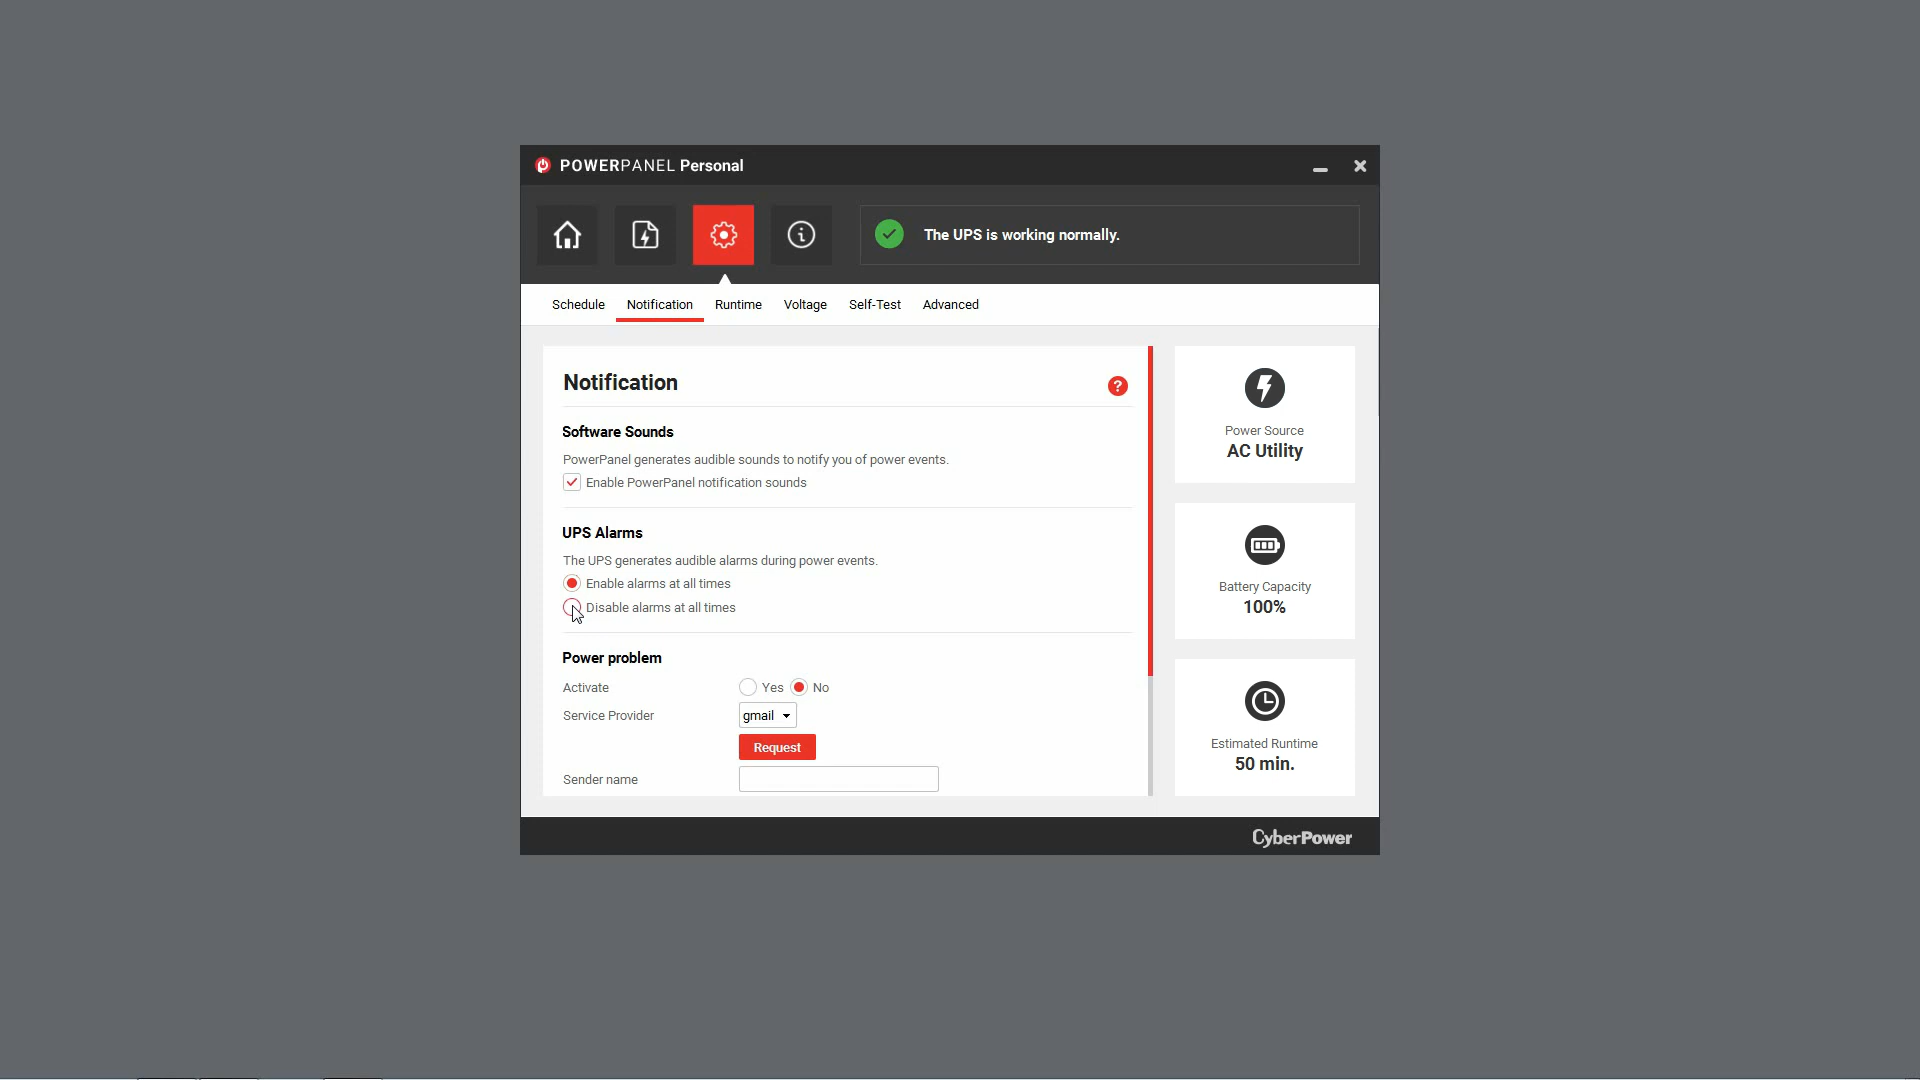 POWERPANEL Personal
The UPS is working normally.
Schedule Notification Runtime Voltage Self-Test Advanced
Notification
?
Software Sounds
PowerPanel generates audible sounds to notify you of power events.
Enable PowerPanel notification sounds
UPS Alarms
The UPS generates audible alarms during power events.
Enable alarms at all times
Disable alarms at all times
Power problem
Activate Yes No
Service Provider gmail
Request
Sender name
Power Source
AC Utility
Battery Capacity
100%
Estimated Runtime
50 min.
CyberPower